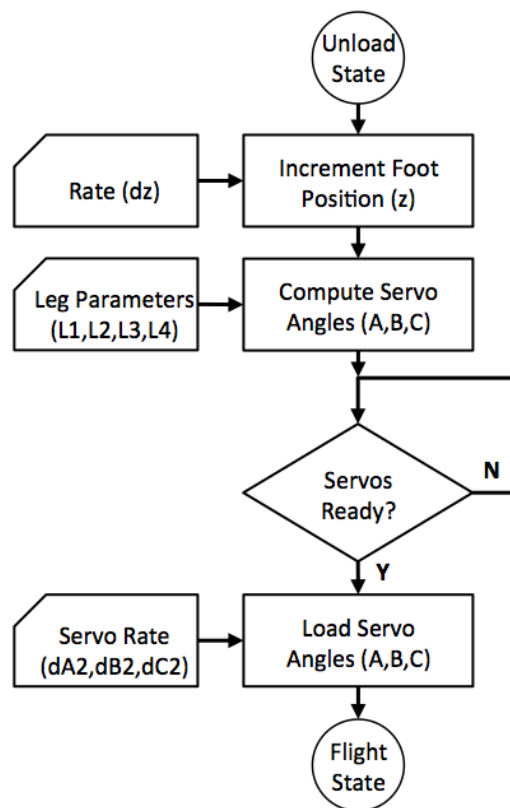 Unload
State
Rate (dz)
Increment Foot
Position (z)
Leg Parameters
(L1,L2,L3,L4)
Compute Servo
Angles (A,B,C)
Servos
Ready?
N
Y
Servo Rate
(dA2,dB2,dC2)
Load Servo
Angles (A,B,C)
Flight
State